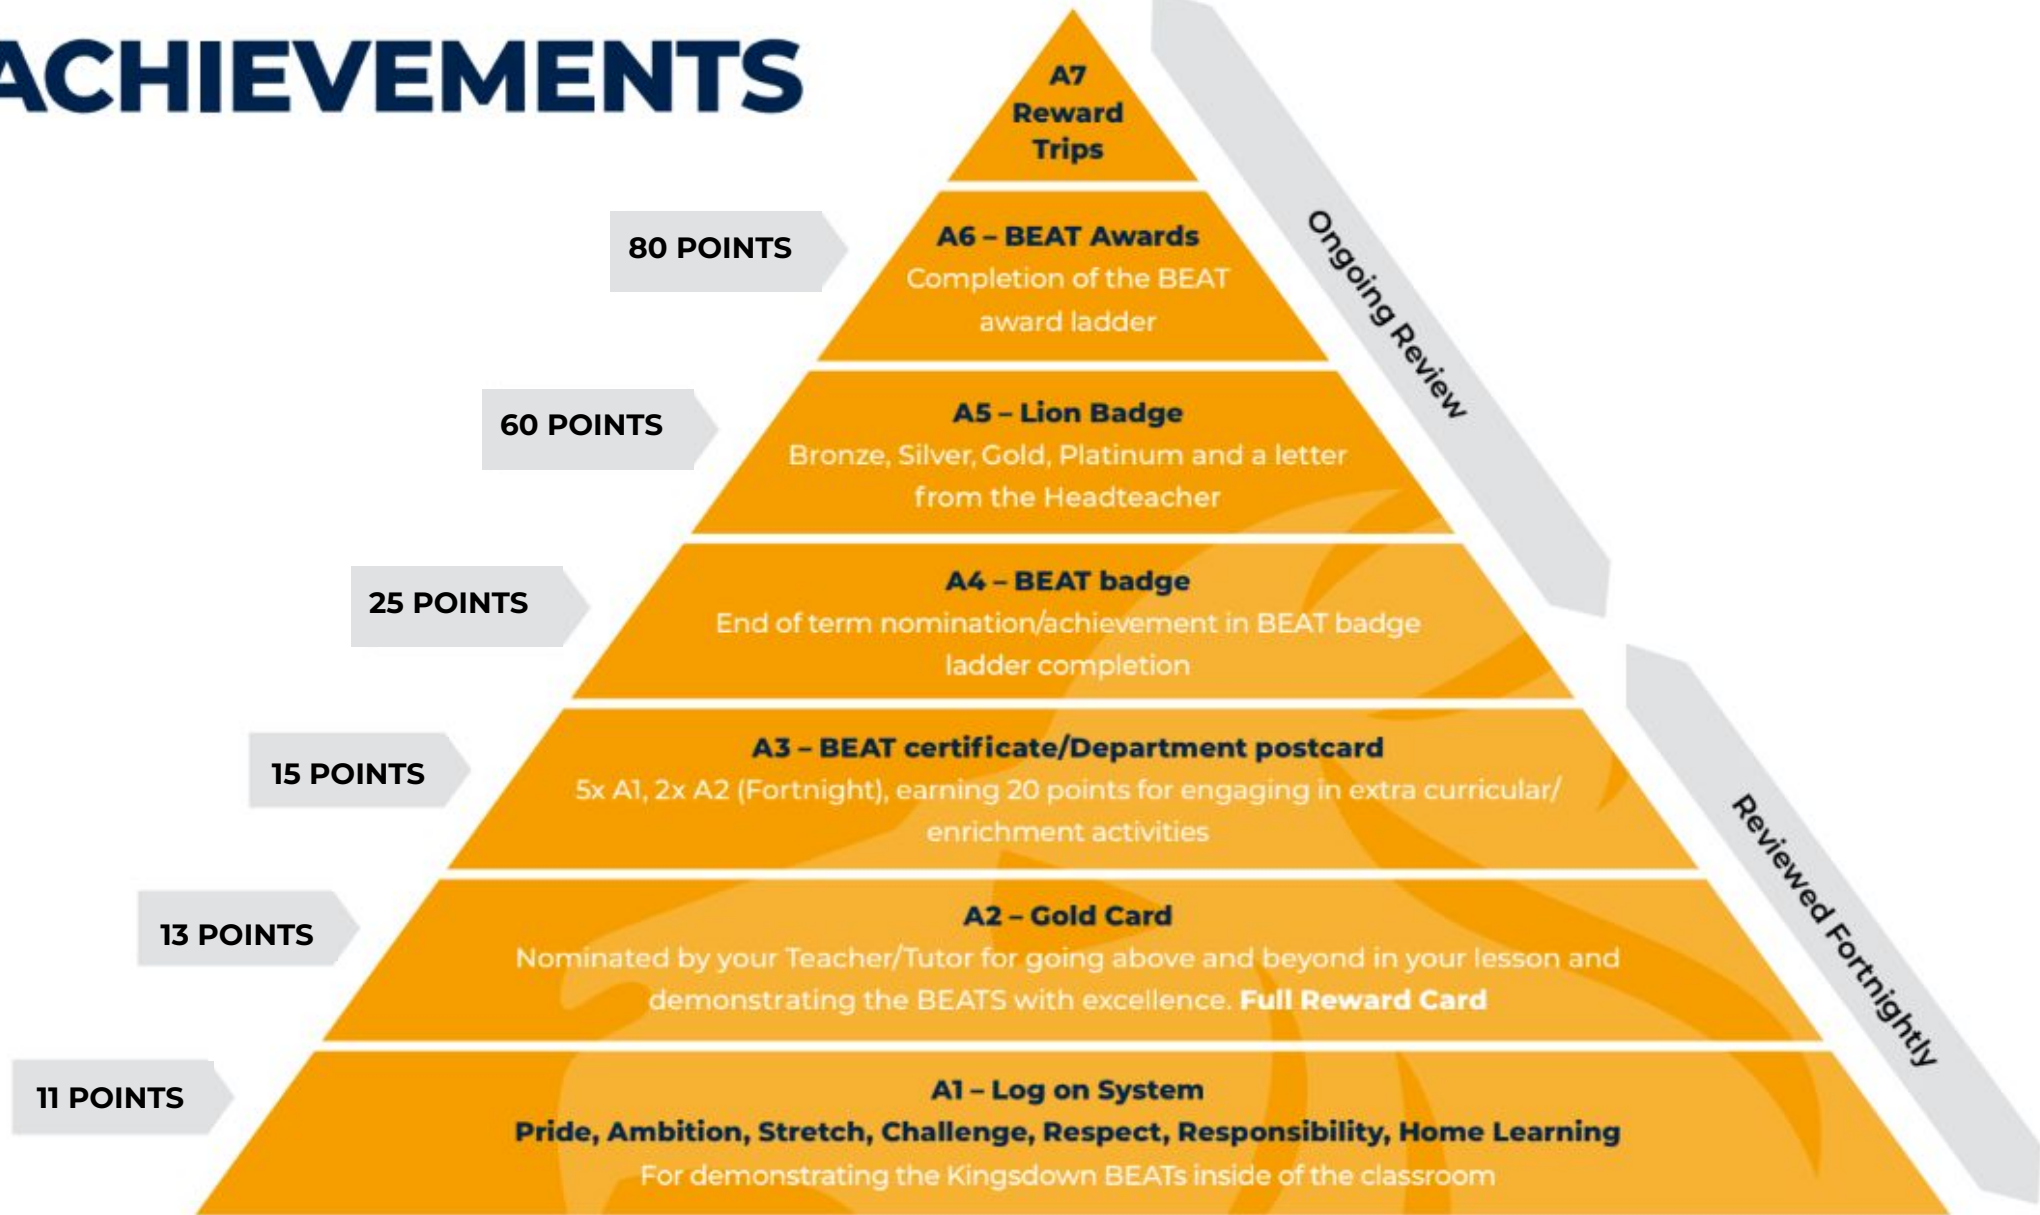 ACHIEVEMENTS
A7
Reward
Trips
80 POINTS
A6 – BEAT Awards
Completion of the BEAT
award ladder
60 POINTS
A5 – Lion Badge
Bronze, Silver, Gold, Platinum and a letter
from the Headteacher
25 POINTS
A4 – BEAT badge
End of term nomination/achievement in BEAT badge
ladder completion
15 POINTS
A3 – BEAT certificate/Department postcard
5x A1, 2x A2 (Fortnight), earning 20 points for engaging in extra curricular/
enrichment activities
13 POINTS
A2 – Gold Card
Nominated by your Teacher/Tutor for going above and beyond in your lesson and
demonstrating the BEATS with excellence. Full Reward Card
11 POINTS
A1 – Log on System
Pride, Ambition, Stretch, Challenge, Respect, Responsibility, Home Learning
For demonstrating the Kingsdown BEATs inside of the classroom
Ongoing Review
Reviewed Fortnightly